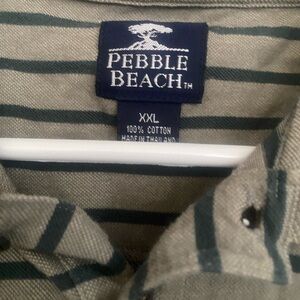 PEBBLE
BEACH™
XXL
100% COTTON
MADE IN THAILAND